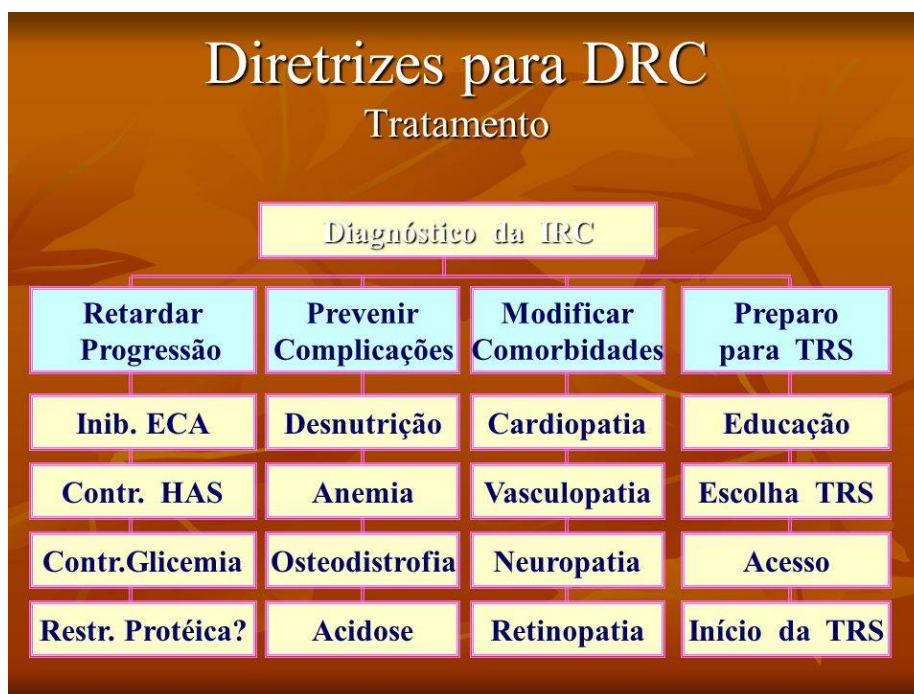 Diretrizes para DRC
Tratamento
Diagnóstico da IRC
Retardar
Progressão
Prevenir
Complicações
Modificar
Comorbidades
Preparo
para TRS
Inib. ECA
Desnutrição
Cardiopatia
Educação
Contr. HAS
Anemia
Vasculopatia
Escolha TRS
Contr.Glicemia
Osteodistrofia
Neuropatia
Acesso
Restr. Protéica?
Acidose
Retinopatia
Início da TRS